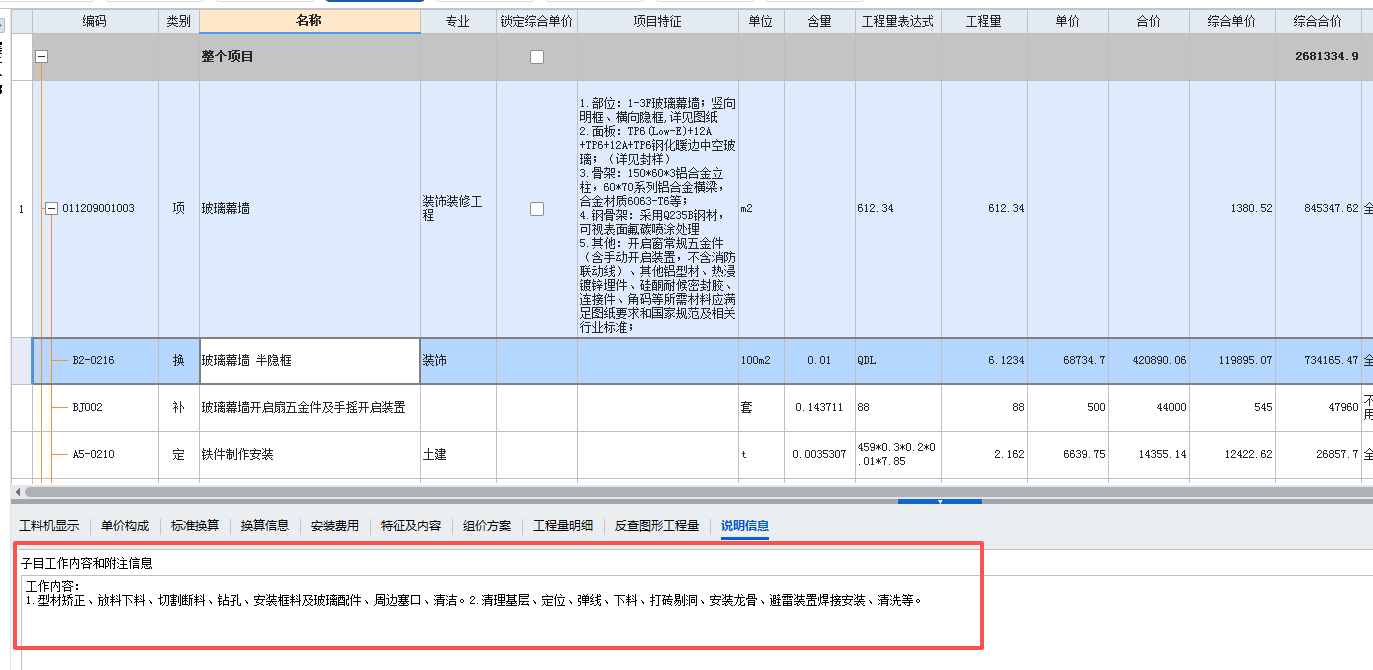 编码 类别 名称 专业 锁定综合单价 项目特征 单位 含量 工程量表达式 工程量 单价 合价 综合单价 综合合价
整个项目 2681334.9
1 011209001003 项 玻璃幕墙 装饰装修工
程
1.部位：1-3F玻璃幕墙；竖向
明框、横向隐框,详见图纸
2.面板：TP6(Low-E)+12A
+TP6+12A+TP6钢化暖边中空玻
璃；（详见封样）
3.骨架：150*60*3铝合金立
柱，60*70系列铝合金横梁，
合金材质6063-T6等；
4.钢骨架：采用Q235B钢材，
可视表面氟碳喷涂处理
5.其他：开启窗常规五金件
（含手动开启装置，不含消防
联动线）、其他铝型材、热浸
镀锌埋件、硅酮耐候密封胶、
连接件、角码等所需材料应满
足图纸要求和国家规范及相关
行业标准；
m2 612.34 612.34 1380.52 845347.62 全
B2-0216 换 玻璃幕墙 半隐框 装饰 100m2 0.01 QDL 6.1234 68734.7 420890.06 119895.07 734165.47 全
BJ002 补 玻璃幕墙开启扇五金件及手摇开启装置 套 0.143711 88 88 500 44000 545 47960 不
用
A5-0210 定 铁件制作安装 土建 t 0.0035307 459*0.3*0.2*0
.01*7.85 2.162 6639.75 14355.14 12422.62 26857.7 全
工料机显示 单价构成 标准换算 换算信息 安装费用 特征及内容 组价方案 工程量明细 反查图形工程量 说明信息
子目工作内容和附注信息
工作内容：
1.型材矫正、放料下料、切割断料、钻孔、安装框料及玻璃配件、周边塞口、清洁。2.清理基层、定位、弹线、下料、打砖剔洞、安装龙骨、避雷装置焊接安装、清洗等。